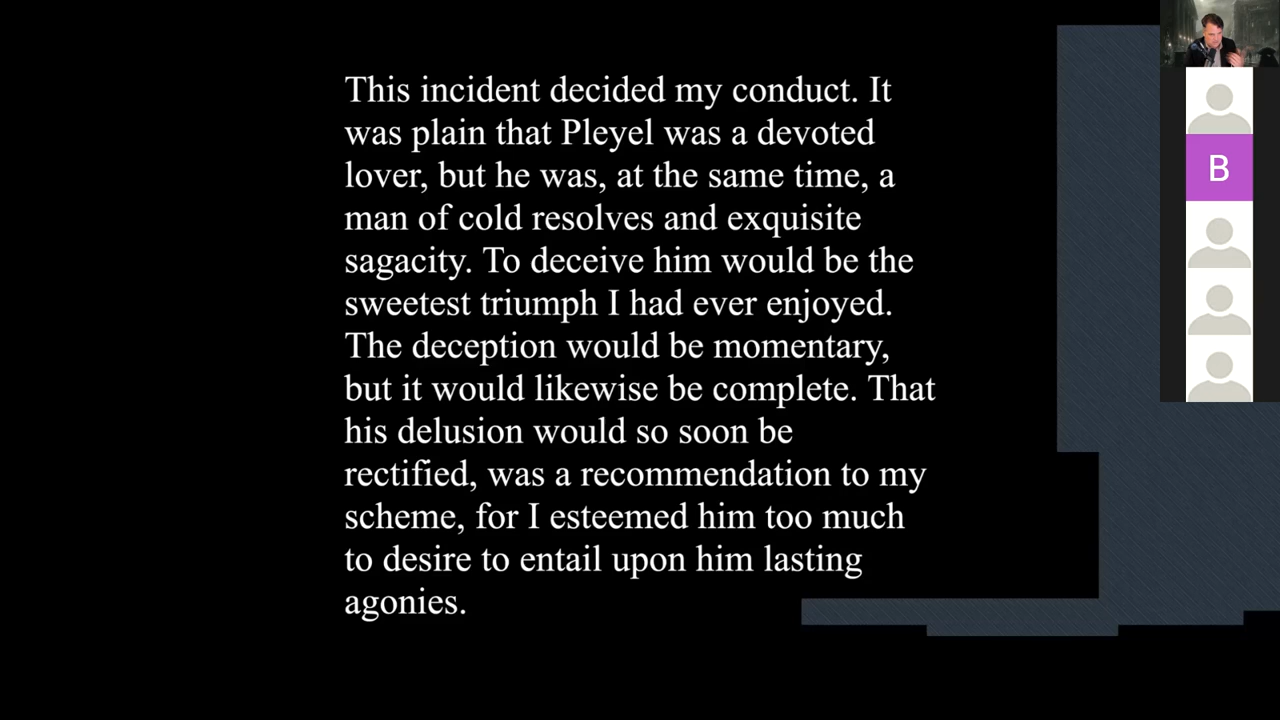 This incident decided my conduct. It
was plain that Pleyel was a devoted
lover, but he was, at the same time, a
man of cold resolves and exquisite
sagacity. To deceive him would be the
sweetest triumph I had ever enjoyed.
The deception would be momentary,
but it would likewise be complete. That
his delusion would so soon be
rectified, was a recommendation to my
scheme, for I esteemed him too much
to desire to entail upon him lasting
agonies.
B